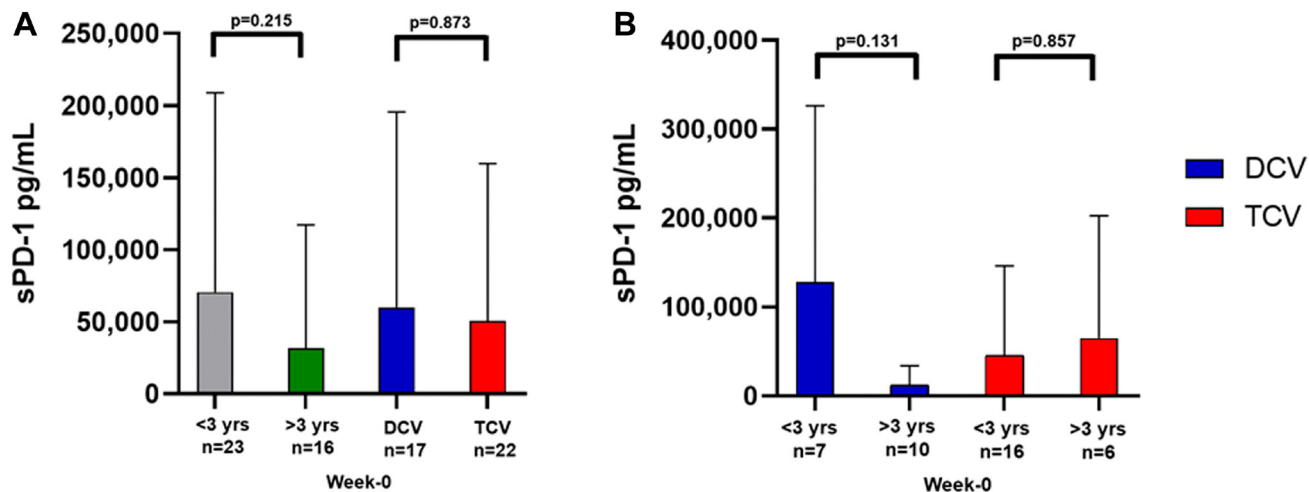 A
p=0.215
p=0.873
250,000
200,000
150,000
100,000
50,000
0
sPD-1 pg/mL
<3 yrs
n=23
>3 yrs
n=16
DCV
n=17
TCV
n=22
Week-0
B
p=0.131
p=0.857
400,000
300,000
200,000
100,000
0
sPD-1 pg/mL
<3 yrs
n=7
>3 yrs
n=10
<3 yrs
n=16
>3 yrs
n=6
Week-0
DCV
TCV